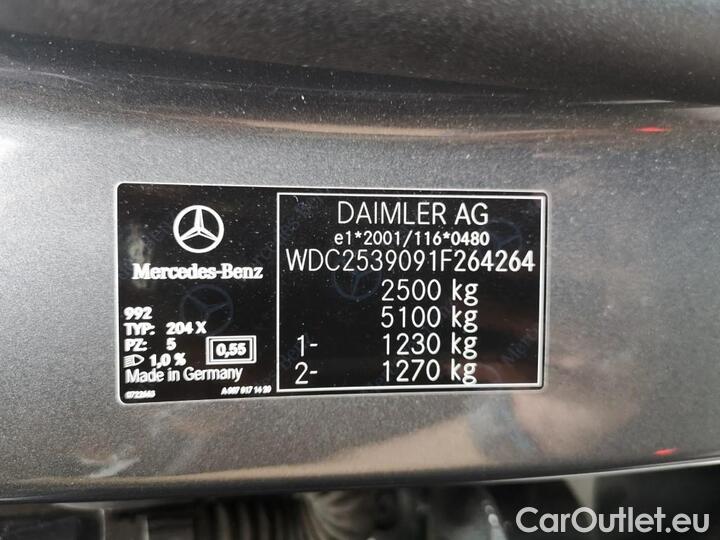 Mercedes-Benz
992
TYP: 204 X
PZ: 5
1,0 %
0,55
Made in Germany
DAIMLER AG
e1*2001/116*0480
WDC2539091F264264
2500 kg
5100 kg
1- 1230 kg
2- 1270 kg
CarOutlet.eu